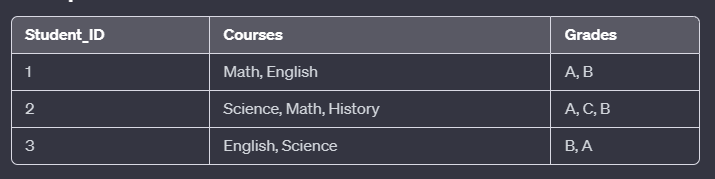 Student_ID Courses Grades
1 Math, English A, B
2 Science, Math, History A, C, B
3 English, Science B, A